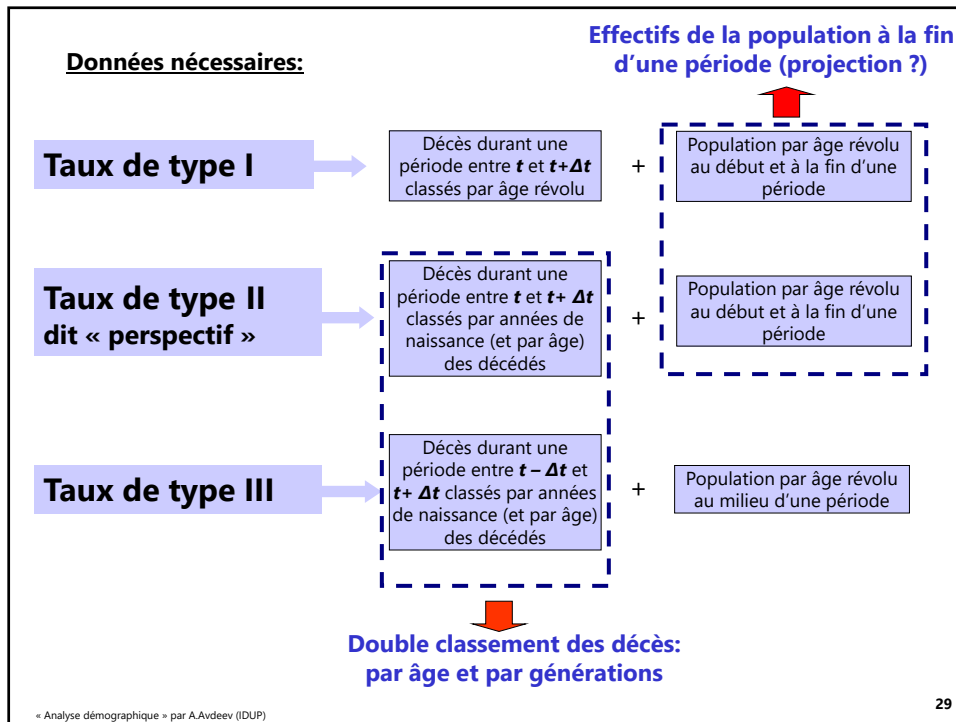 Effectifs de la population à la fin
d'une période (projection ?)
Données nécessaires:
Taux de type I
Décès durant une
période entre t et t+Δt
classés par âge révolu
+
Population par âge révolu
au début et à la fin d'une
période
Taux de type II
dit « perspectif »
Décès durant une
période entre t et t+ Δt
classés par années de
naissance (et par âge)
des décédés
+
Population par âge révolu
au début et à la fin d'une
période
Taux de type III
Décès durant une
période entre t – Δt et
t+ Δt classés par années
de naissance (et par âge)
des décédés
+
Population par âge révolu
au milieu d'une période
Double classement des décès:
par âge et par générations
« Analyse démographique » par A.Avdeev (IDUP)
29